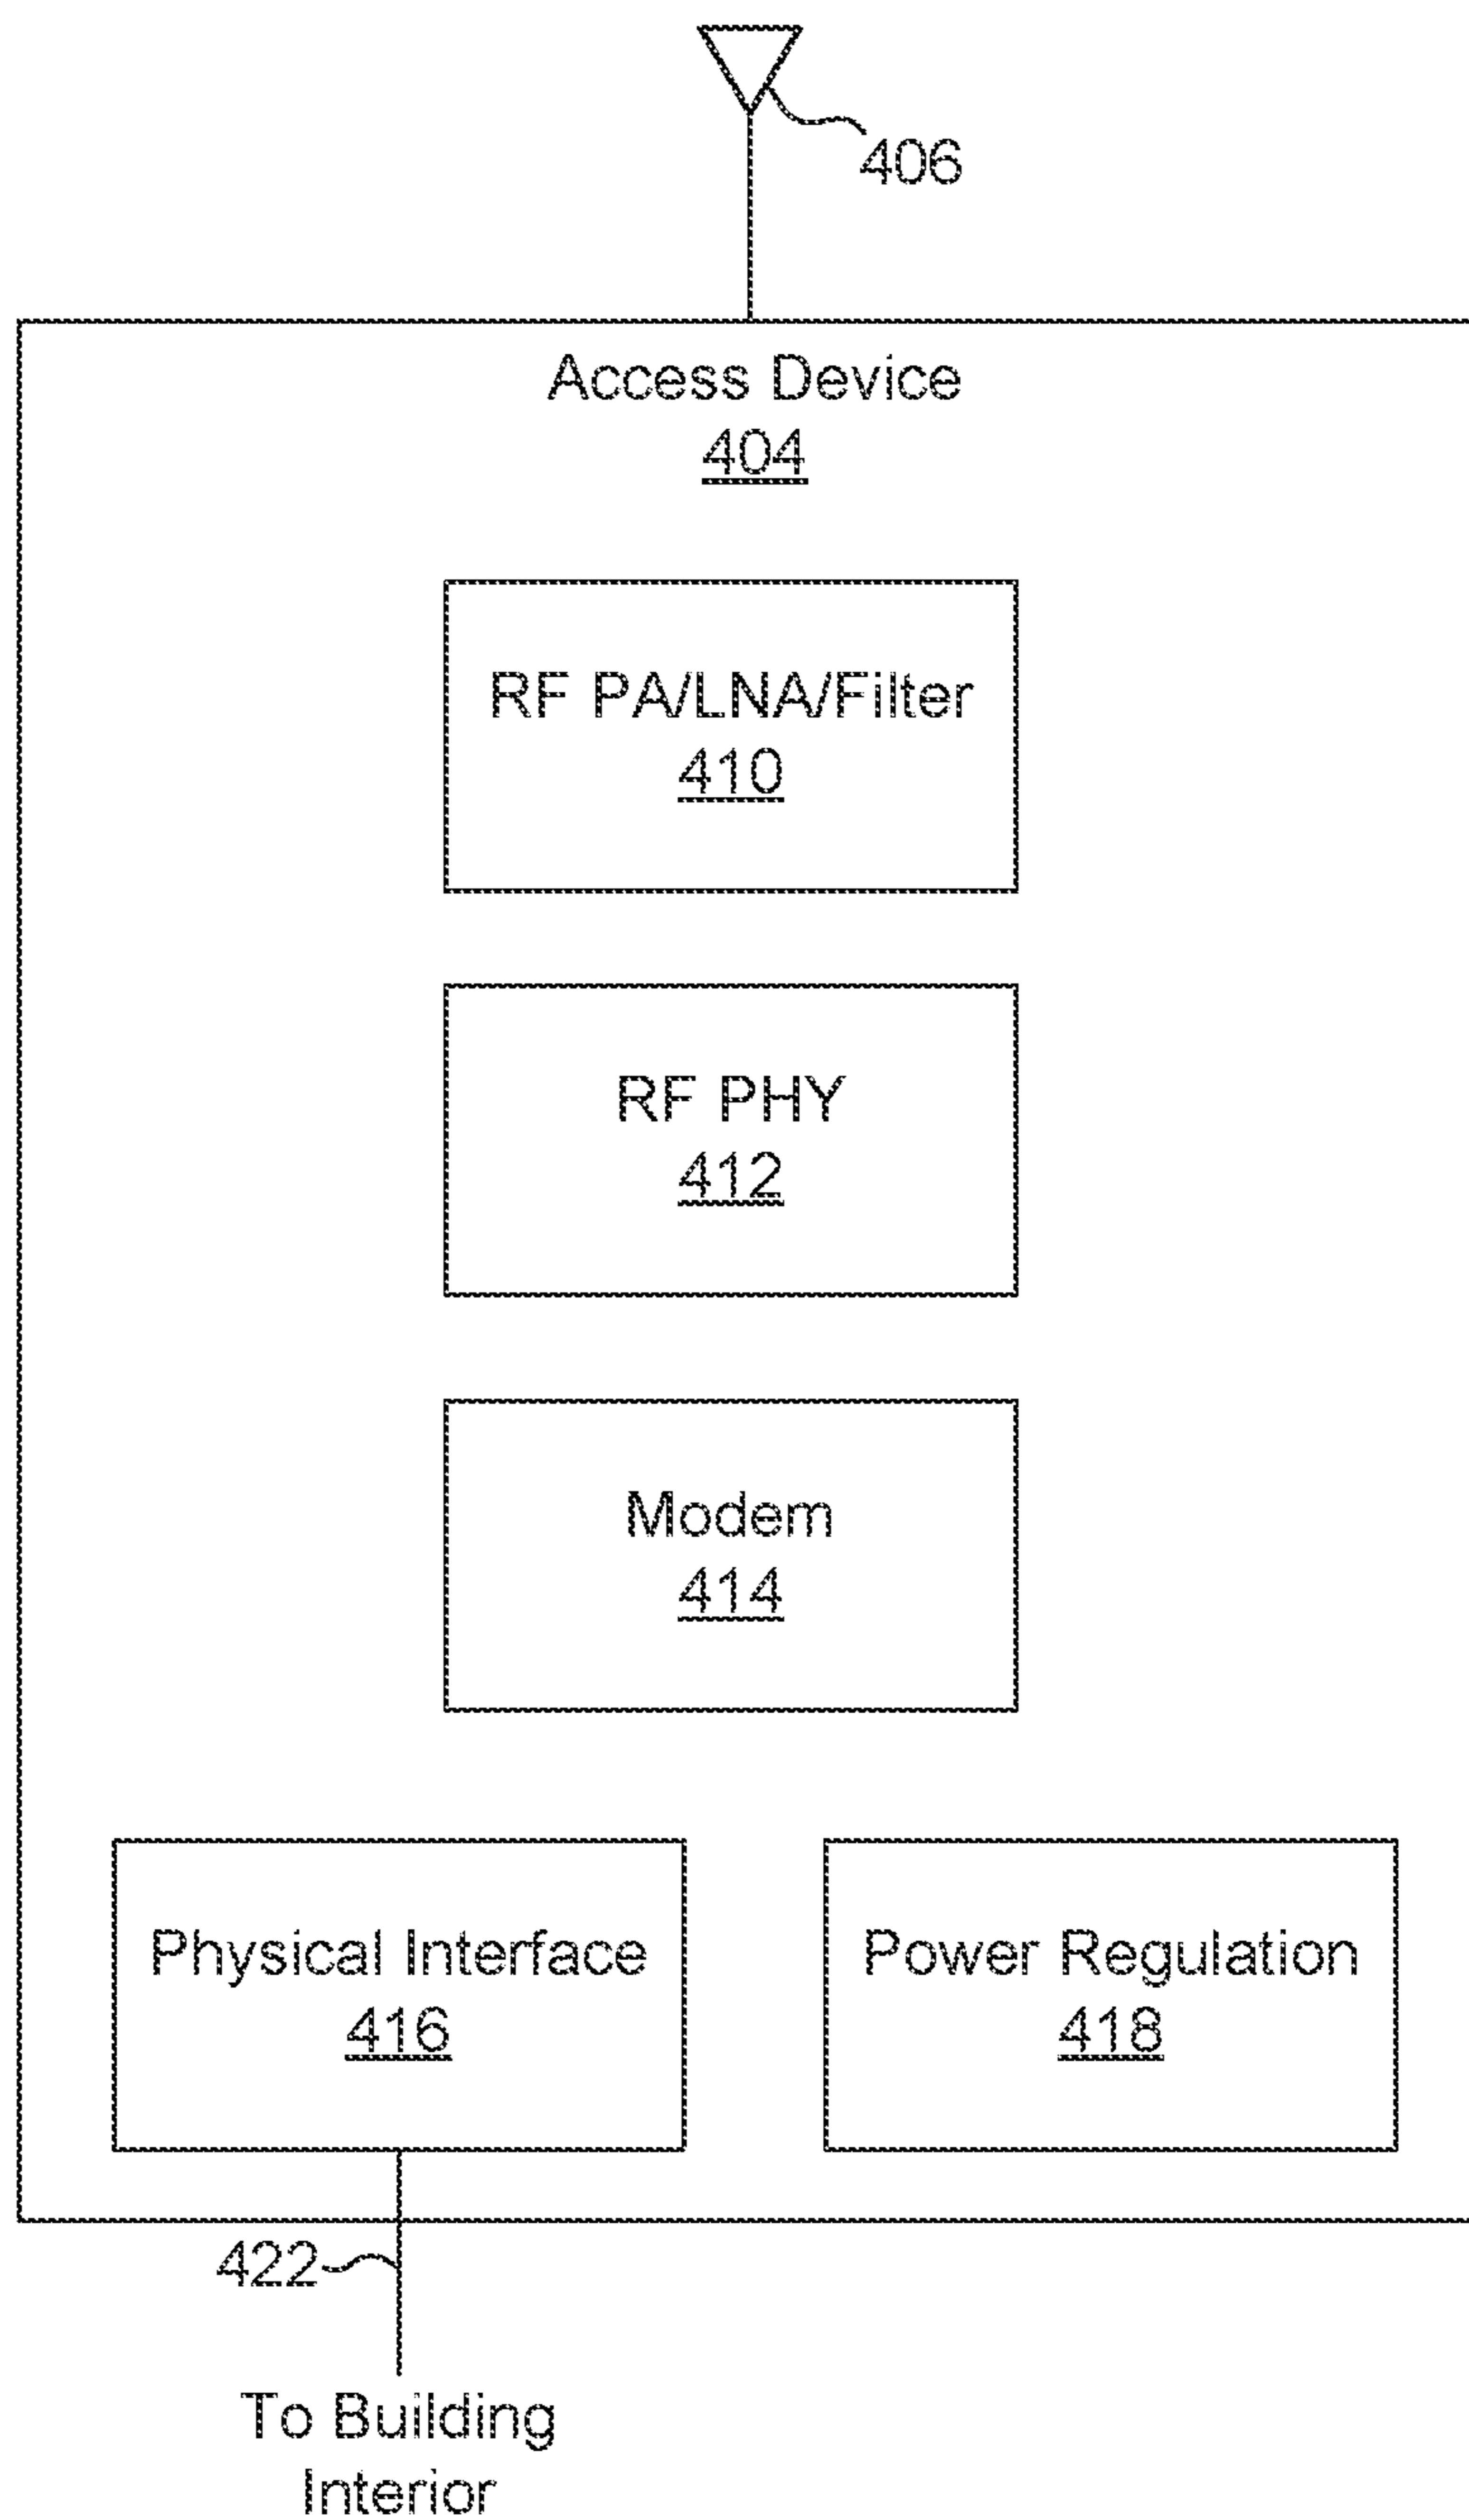 406
Access Device
404
RF PA/LNA/Filter
410
RF PHY
412
Modem
414
Physical Interface
416
Power Regulation
418
422
To Building
Interior